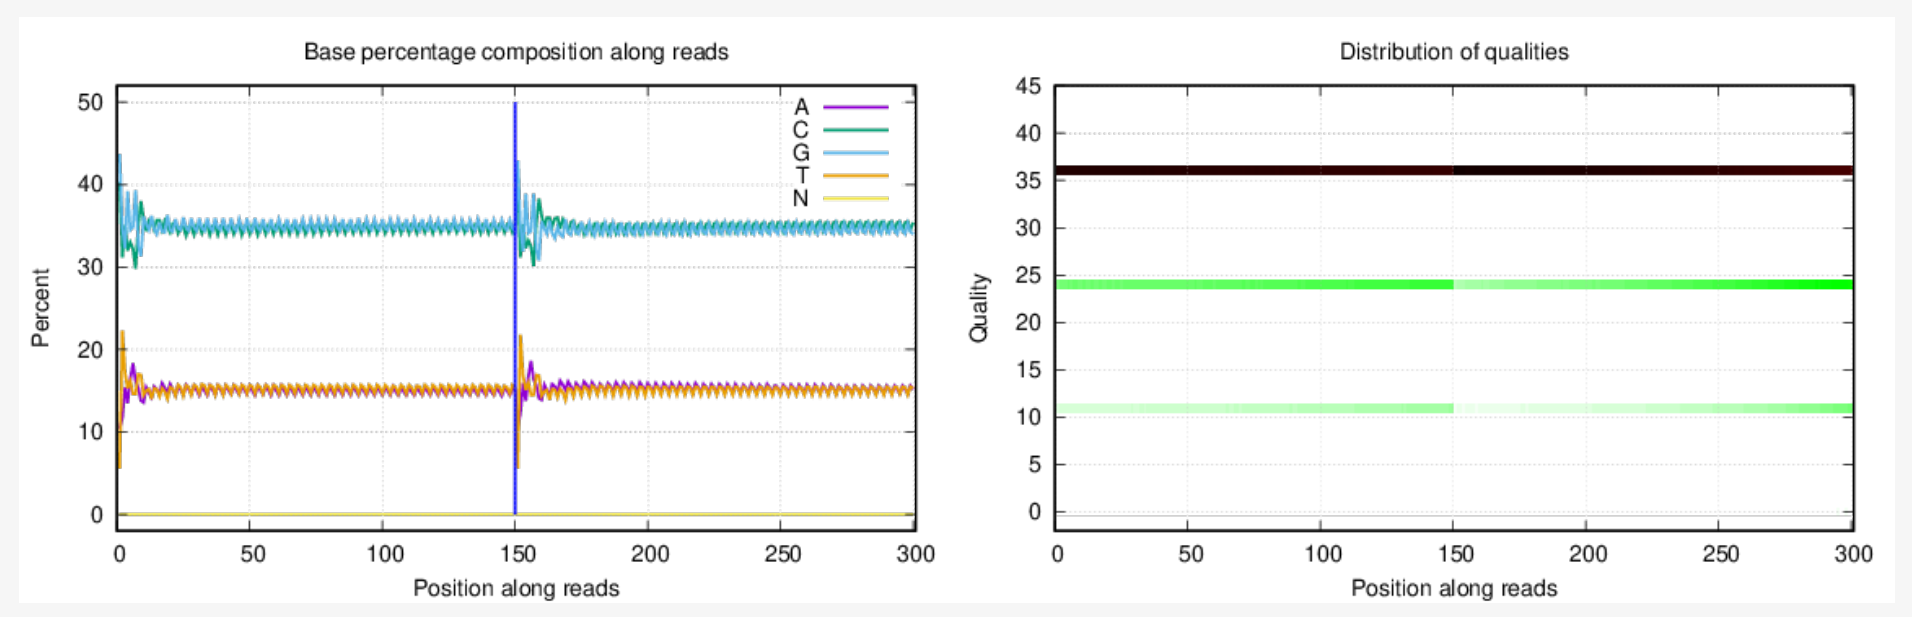 Base percentage composition along reads
50
40
30
20
10
0
Percent
A
C
G
T
N
0 50 100 150 200 250 300
Position along reads
Distribution of qualities
45
40
35
30
25
20
15
10
5
0
Quality
0 50 100 150 200 250 300
Position along reads